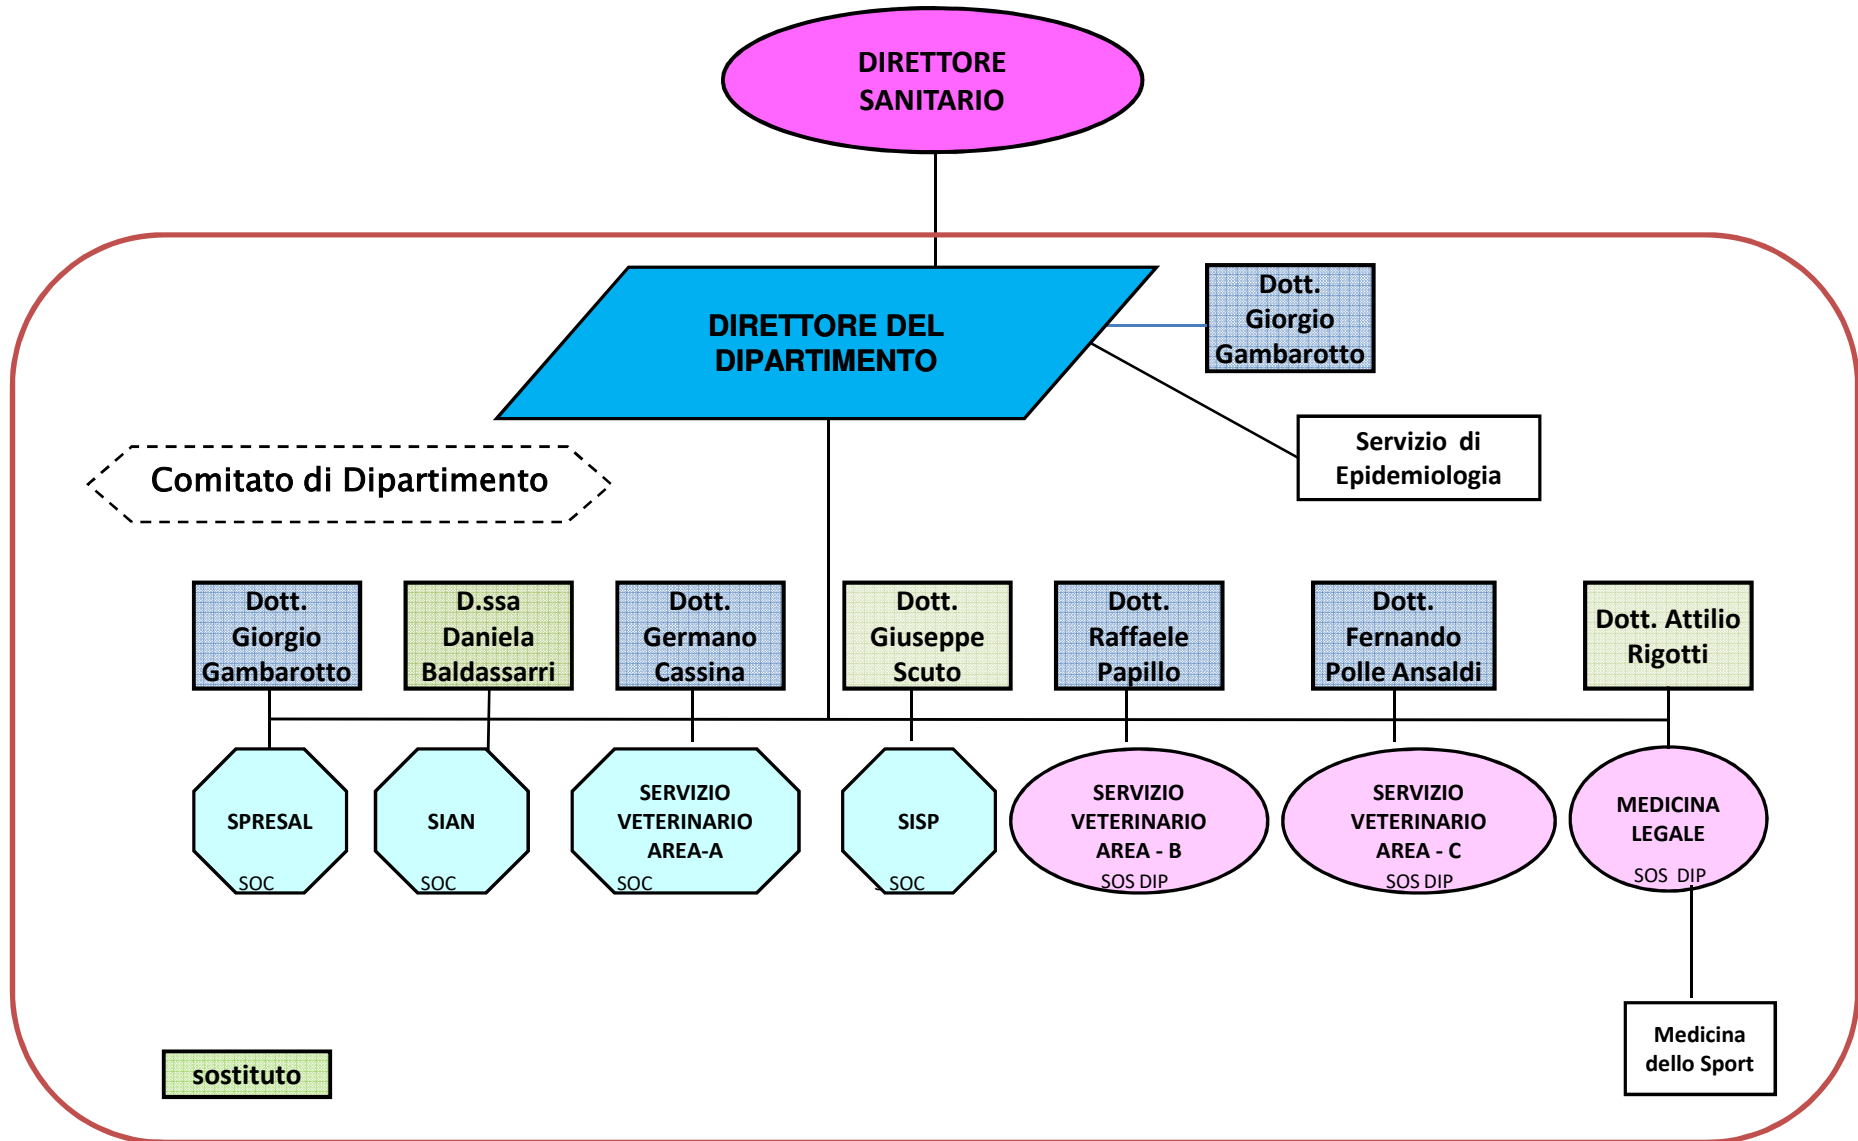 DIRETTORE
SANITARIO
DIRETTORE DEL
DIPARTIMENTO
Dott.
Giorgio
Gambarotto
Servizio di
Epidemiologia
Comitato di Dipartimento
Dott.
Giorgio
Gambarotto
D.ssa
Daniela
Baldassarri
Dott.
Germano
Cassina
Dott.
Giuseppe
Scuto
Dott.
Raffaele
Papillo
Dott.
Fernando
Polle Ansaldi
Dott. Attilio
Rigotti
SPRESAL
SOC
SIAN
SOC
SERVIZIO
VETERINARIO
AREA-A
SOC
SISP
SOC
SERVIZIO
VETERINARIO
AREA - B
SOS DIP
SERVIZIO
VETERINARIO
AREA - C
SOS DIP
MEDICINA
LEGALE
SOS DIP
Medicina
dello Sport
sostituto